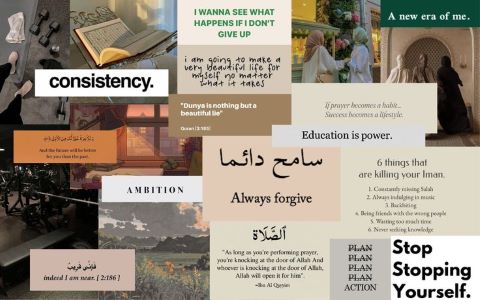 I WANNA SEE WHAT
HAPPENS IF I DON'T
GIVE UP
A new era of me.
i am going to make a
very beautiful life for
myself no matter
what it takes
consistency.
"Dunya is nothing but a
beautiful lie"
Quran [3:185]
If prayer becomes a habit...
Success becomes a lifestyle.
Education is power.
And the future will be better
for you than the past.
سامح دائما
Always forgive
AMBITION
6 things that
are killing your Iman.
1. Constantly missing Salah
2. Always indulging in music
3. Backbiting
4. Being friends with the wrong people
5. Wasting too much time
6. Never seeking knowledge
ٱلصَّلَاة
"As long as you're performing prayer,
you're knocking at the door of Allah And
whoever is knocking at the door of Allah,
Allah will open it for him".
~Ibn Al Qayyim
فَإِنِّي قَرِيبٌ
indeed I am near. [2:186]
PLAN
PLAN
PLAN
PLAN
ACTION
Stop
Stopping
Yourself.